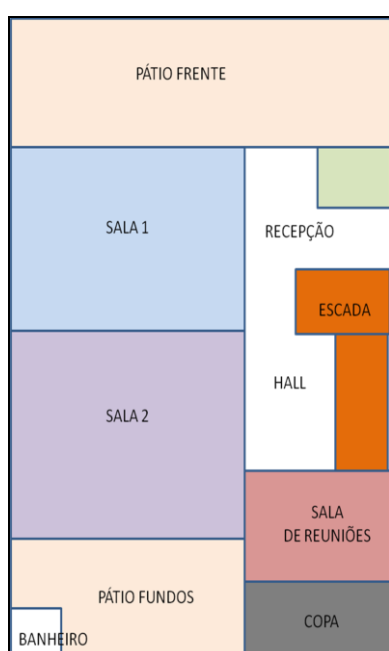 PÁTIO FRENTE
SALA 1
RECEPÇÃO
ESCADA
HALL
SALA 2
SALA
DE REUNIÕES
PÁTIO FUNDOS
COPA
BANHEIRO